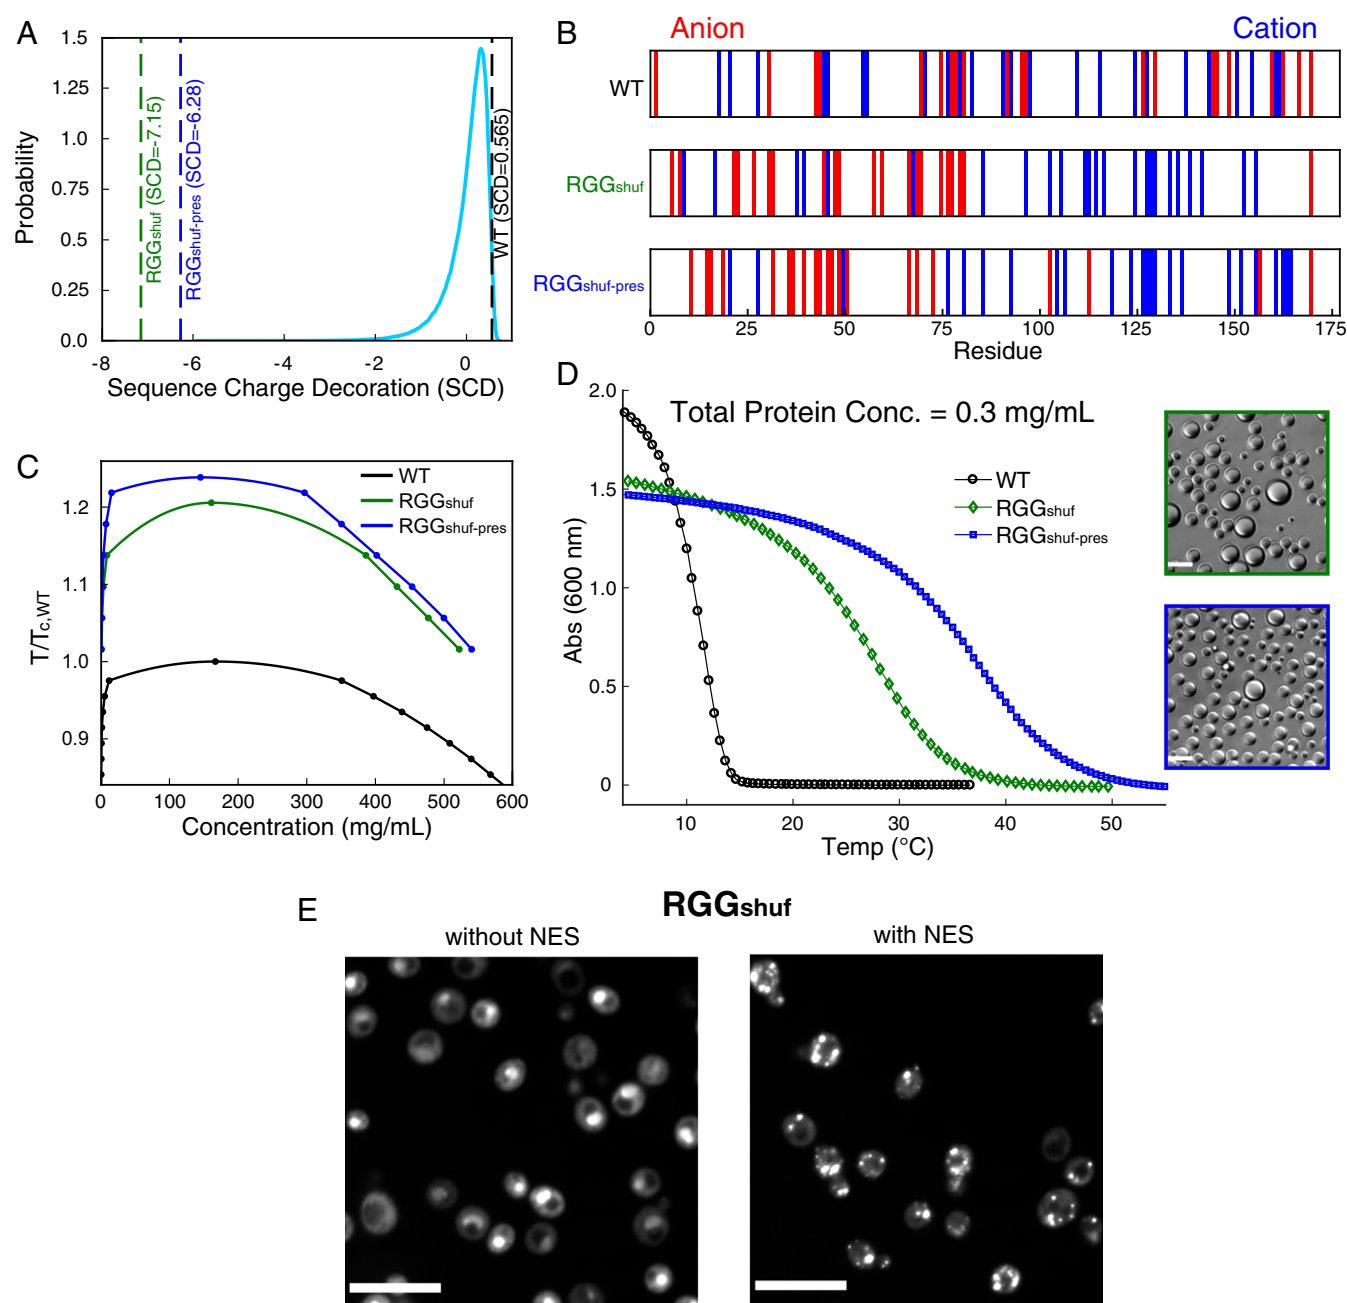 A
1.5
1.25
1.0
0.75
0.5
0.25
0.0
Probability
RGGshuf (SCD=-7.15)
RGGshuf-pres (SCD=-6.28)
WT (SCD=0.565)
-8 -6 -4 -2 0
Sequence Charge Decoration (SCD)
B
Anion Cation
WT
RGGshuf
RGGshuf-pres
0 25 50 75 100 125 150 175
Residue
C
1.2
1.1
1.0
0.9
T/Tc,WT
WT
RGGshuf
RGGshuf-pres
0 100 200 300 400 500 600
Concentration (mg/mL)
D
2.0
1.5
1.0
0.5
0
Abs (600 nm)
Total Protein Conc. = 0.3 mg/mL
WT
RGGshuf
RGGshuf-pres
10 20 30 40 50
Temp (°C)
E
RGGshuf
without NES with NES